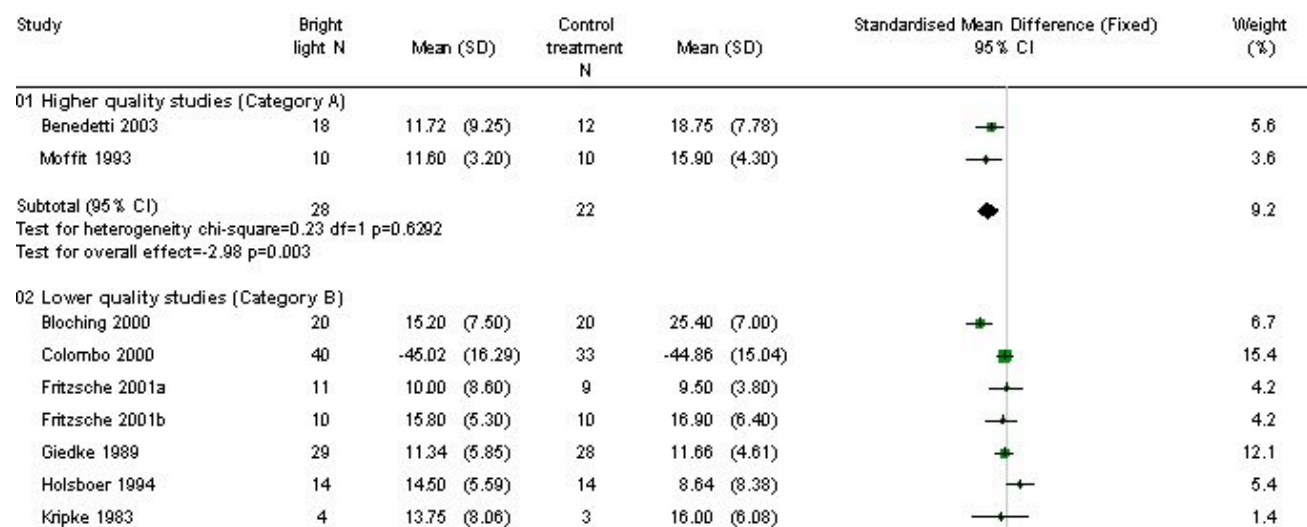 Study Bright light N Mean (SD) Control treatment N Mean (SD) Standardised Mean Difference (Fixed) 95% CI Weight (%)
01 Higher quality studies (Category A)
Benedetti 2003 18 11.72 (9.25) 12 18.75 (7.78) 5.6
Moffit 1993 10 11.60 (3.20) 10 15.90 (4.30) 3.6
Subtotal (95% CI) 28 22 9.2
Test for heterogeneity chi-square=0.23 df=1 p=0.6292
Test for overall effect=-2.98 p=0.003
02 Lower quality studies (Category B)
Bloching 2000 20 15.20 (7.50) 20 25.40 (7.00) 6.7
Colombo 2000 40 -45.02 (16.29) 33 -44.86 (15.04) 15.4
Fritzsche 2001a 11 10.00 (8.60) 9 9.50 (3.80) 4.2
Fritzsche 2001b 10 15.80 (5.30) 10 16.90 (6.40) 4.2
Giedke 1989 29 11.34 (5.85) 28 11.66 (4.61) 12.1
Holsboer 1994 14 14.50 (5.59) 14 8.64 (8.38) 5.4
Kripke 1983 4 13.75 (8.06) 3 16.00 (6.08) 1.4